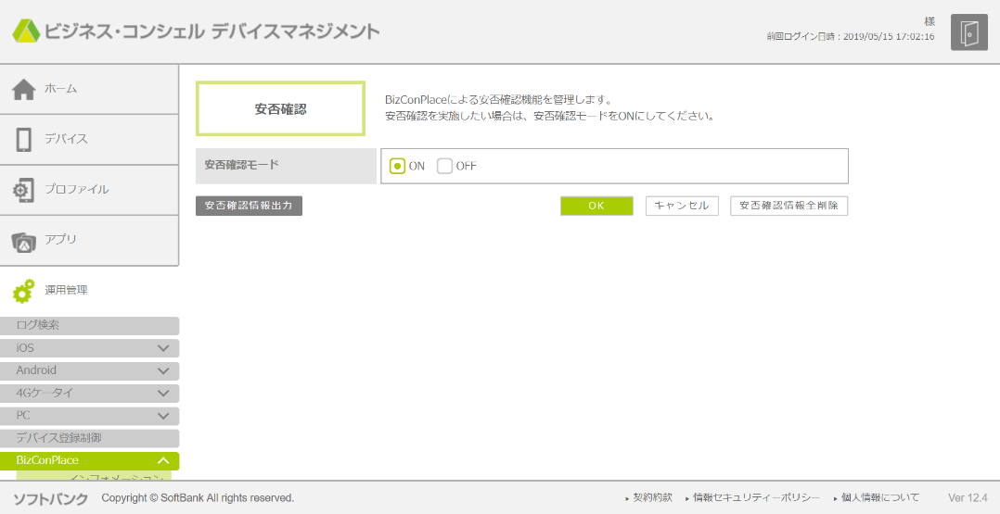 ビジネス・コンシェル デバイスマネジメント
様
前回ログイン日時：2019/05/15 17:02:16
ホーム
デバイス
プロファイル
アプリ
運用管理
ログ検索
iOS
Android
4Gケータイ
PC
デバイス登録制御
BizConPlace
インフォメーション
安否確認
BizConPlaceによる安否確認機能を管理します。
安否確認を実施したい場合は、安否確認モードをONにしてください。
安否確認モード
ON OFF
安否確認情報出力
OK
キャンセル
安否確認情報全削除
ソフトバンク Copyright © SoftBank All rights reserved.
契約約款 情報セキュリティーポリシー 個人情報について Ver 12.4